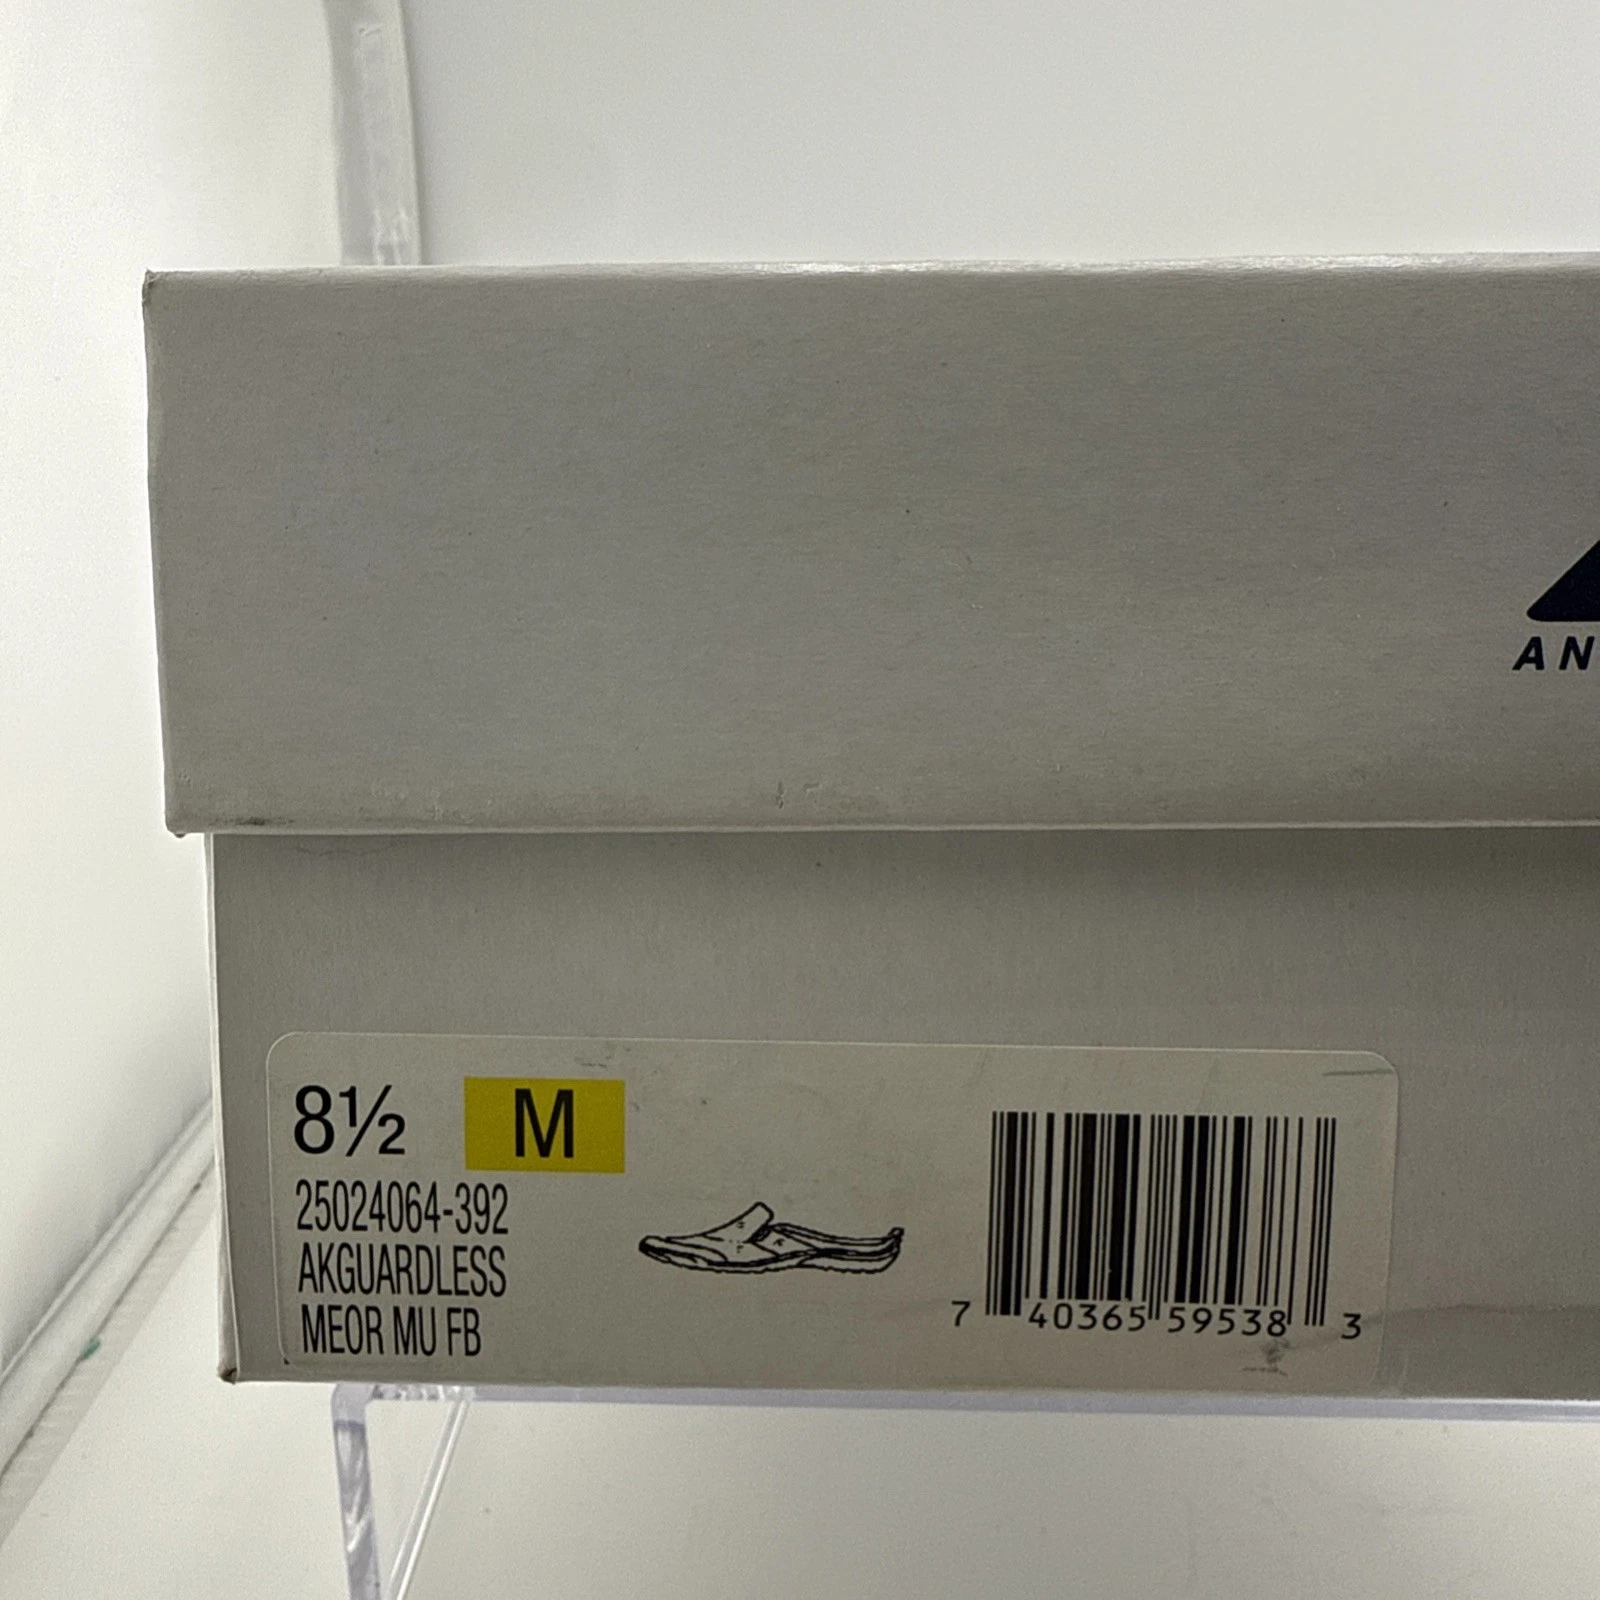 AN
8½ M
25024064-392
AKGUARDLESS
MEOR MU FB
7 40365 59538 3